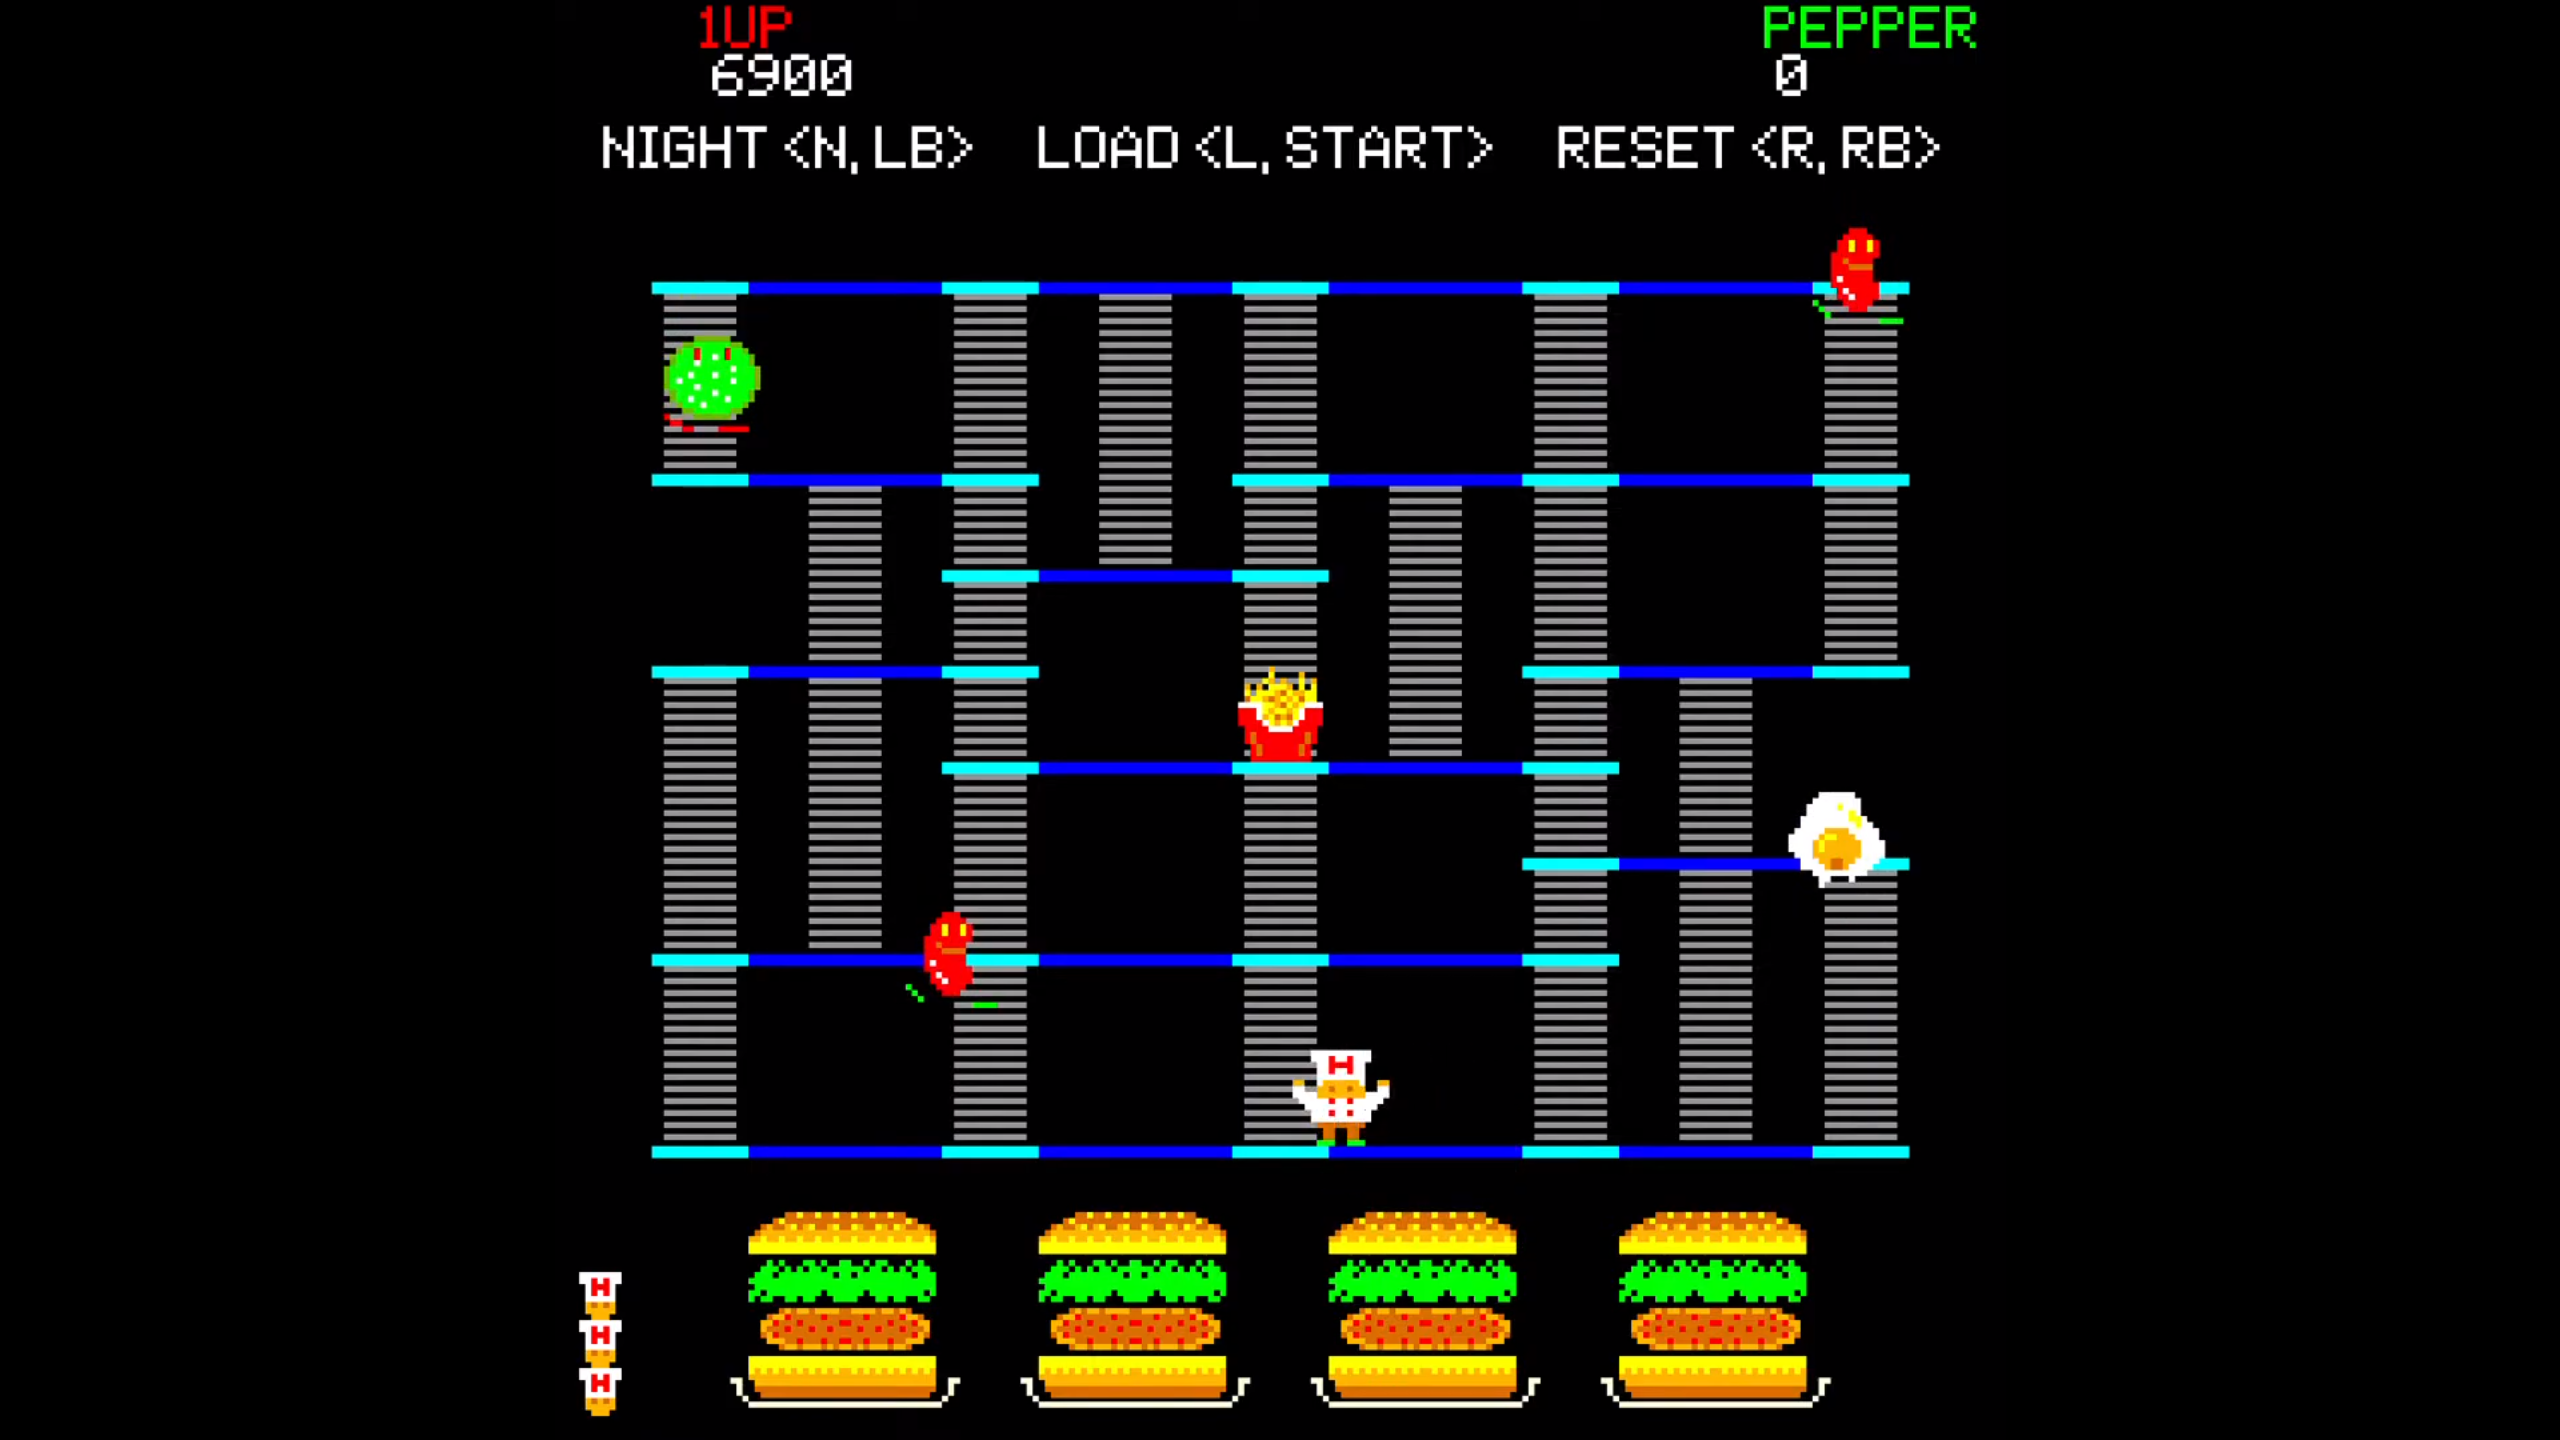 1UP PEPPER
6900 0
NIGHT <N, LB> LOAD <L, START> RESET <R, RB>
H
H
H
H